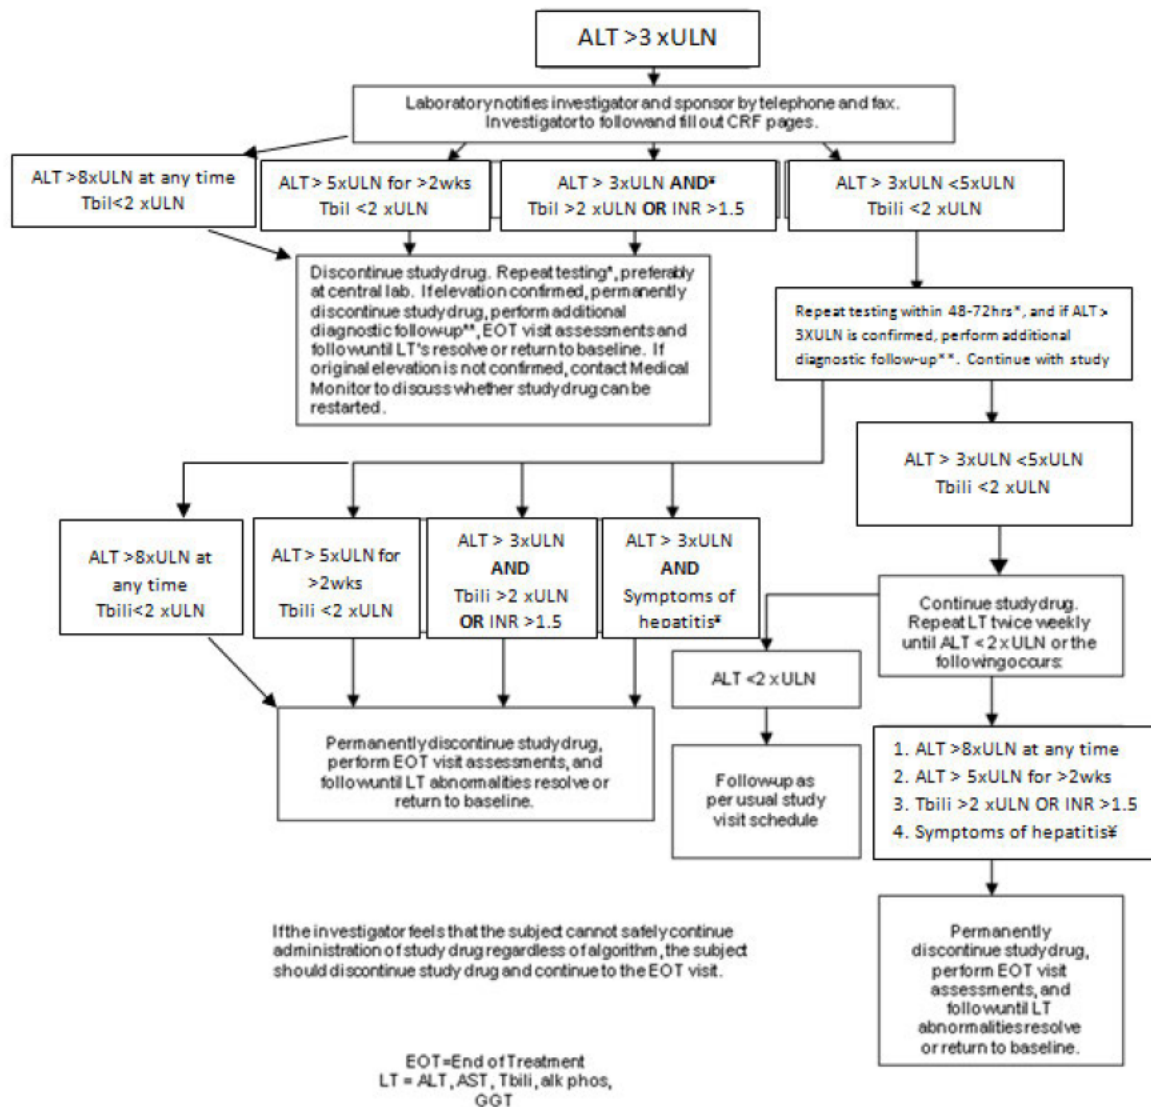 ALT >3 xULN
Laboratory notifies investigator and sponsor by telephone and fax.
Investigator to follow and fill out CRF pages.
ALT >8xULN at any time
Tbil<2 xULN
ALT > 5xULN for >2wks
Tbil <2 xULN
ALT > 3xULN AND¥
Tbil >2 xULN OR INR >1.5
ALT > 3xULN <5xULN
Tbili <2 xULN
Discontinue study drug. Repeat testing*, preferably
at central lab. If elevation confirmed, permanently
discontinue study drug, perform additional
diagnostic follow-up**, EOT visit assessments and
follow until LT's resolve or return to baseline. If
original elevation is not confirmed, contact Medical
Monitor to discuss whether study drug can be
restarted.
Repeat testing within 48-72hrs*, and if ALT >
3XULN is confirmed, perform additional
diagnostic follow-up**. Continue with study
ALT > 3xULN <5xULN
Tbili <2 xULN
ALT >8xULN at
any time
Tbili<2 xULN
ALT > 5xULN for
>2wks
Tbili <2 xULN
ALT > 3xULN
AND
Tbili >2 xULN
OR INR >1.5
ALT > 3xULN
AND
Symptoms of
hepatitis¥
Continue study drug.
Repeat LT twice weekly
until ALT <2 x ULN or the
following occurs:
ALT <2 x ULN
Permanently discontinue study drug,
perform EOT visit assessments, and
follow until LT abnormalities resolve or
return to baseline.
Follow-up as
per usual study
visit schedule
1. ALT >8xULN at any time
2. ALT > 5xULN for >2wks
3. Tbili >2 xULN OR INR >1.5
4. Symptoms of hepatitis¥
Permanently
discontinue study drug,
perform EOT visit
assessments, and
follow until LT
abnormalities resolve
or return to baseline.
If the investigator feels that the subject cannot safely continue
administration of study drug regardless of algorithm, the subject
should discontinue study drug and continue to the EOT visit.
EOT=End of Treatment
LT = ALT, AST, Tbili, alk phos,
GGT